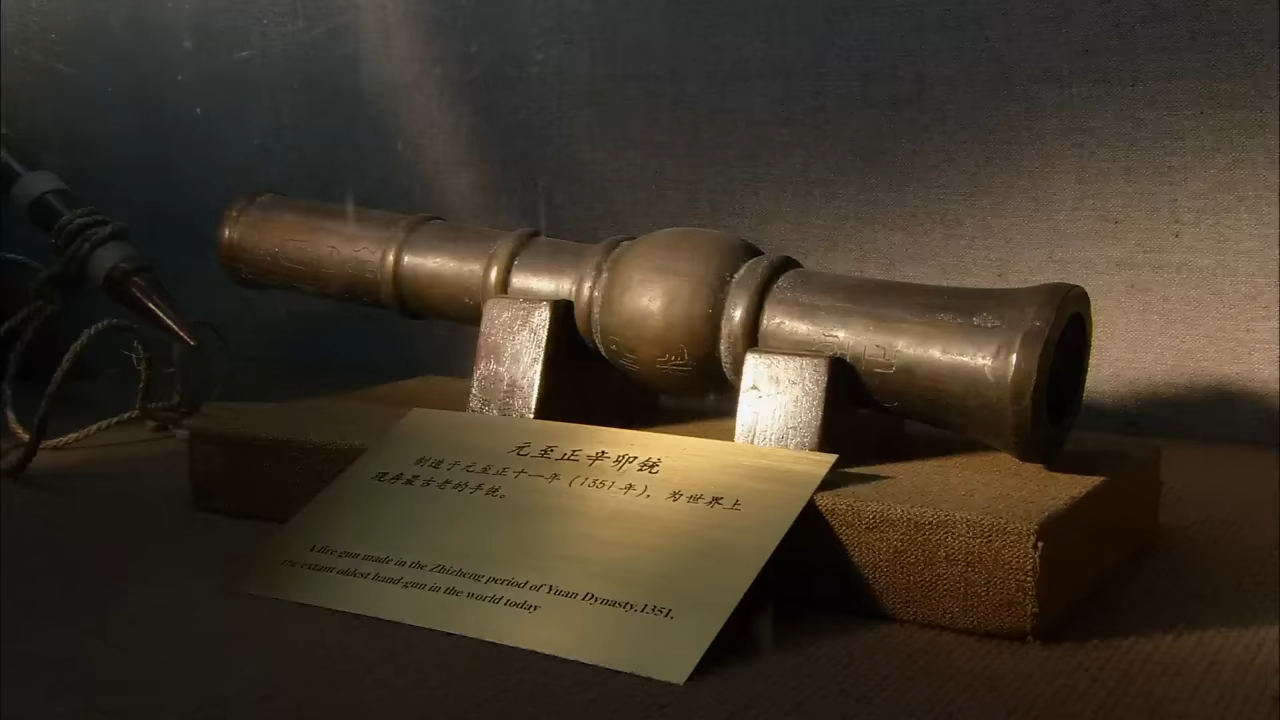 元至正辛卯铳
制造于元至正十一年（1351年），为世界上
现存最古老的手铳。
A fire gun made in the Zhizheng period of Yuan Dynasty,1351,
the extant oldest hand-gun in the world today